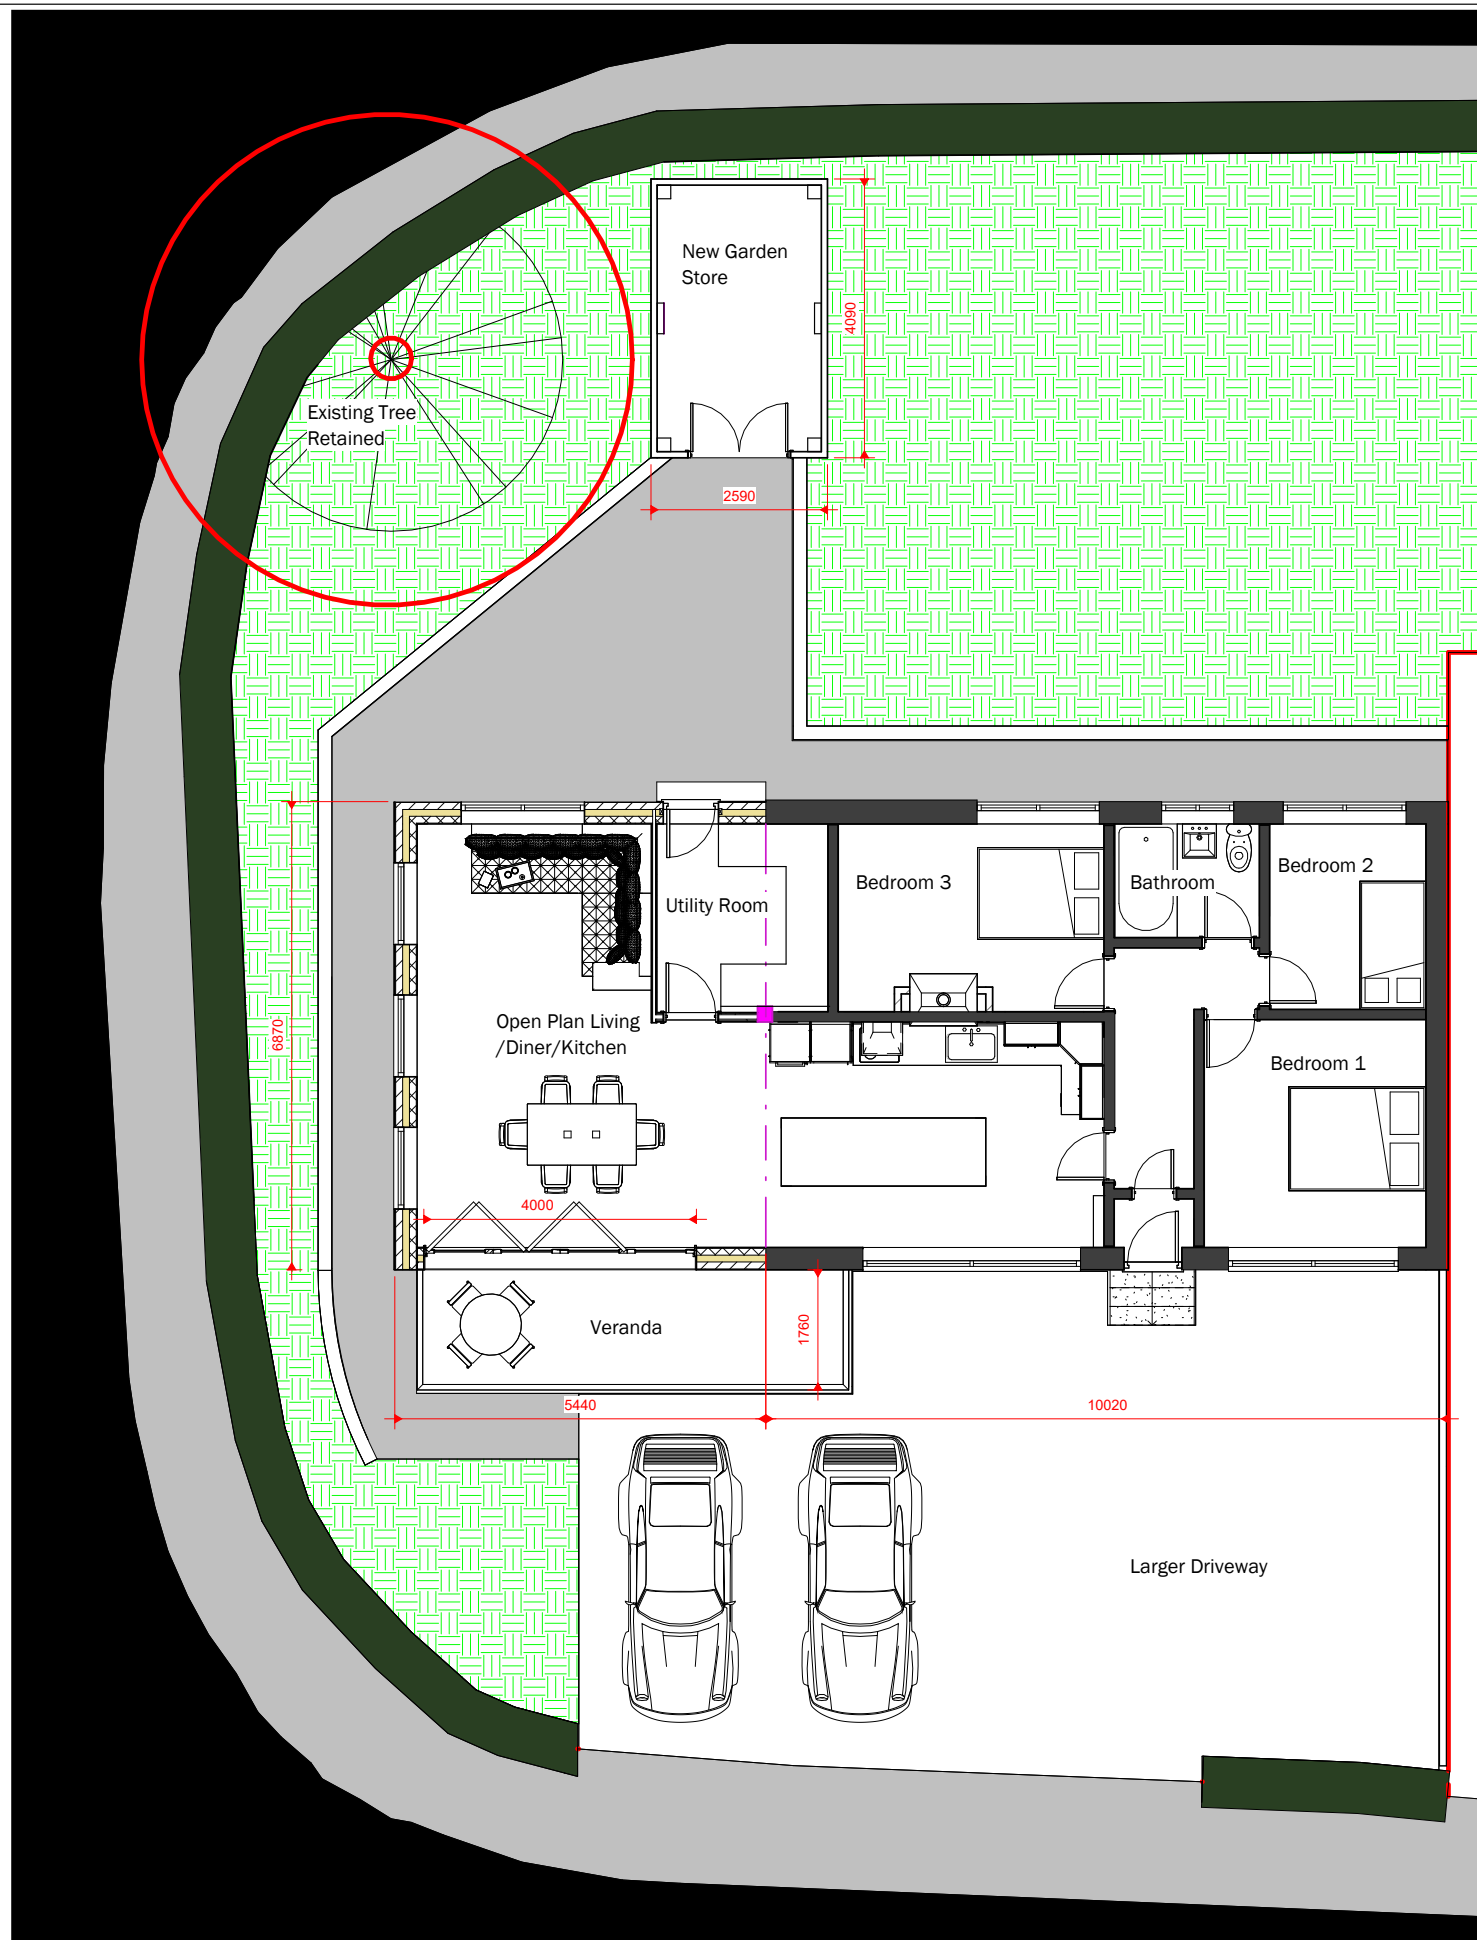 New Garden
Store
4090
Existing Tree
Retained
2590
Bedroom 3
Bathroom
Bedroom 2
Utility Room
6870
Open Plan Living
/Diner/Kitchen
Bedroom 1
4000
Veranda
1760
5440
10020
Larger Driveway